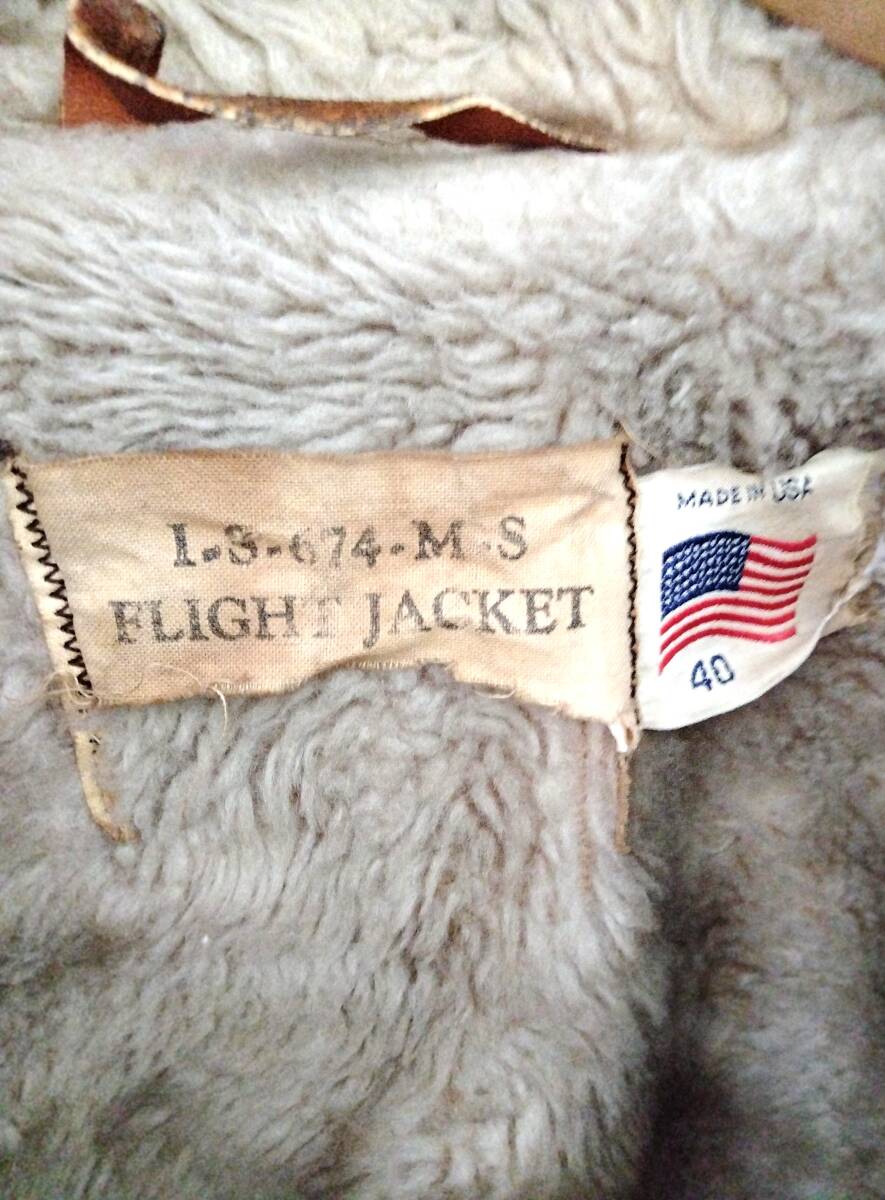 I-S-674-M-S
FLIGHT JACKET
MADE IN USA
40